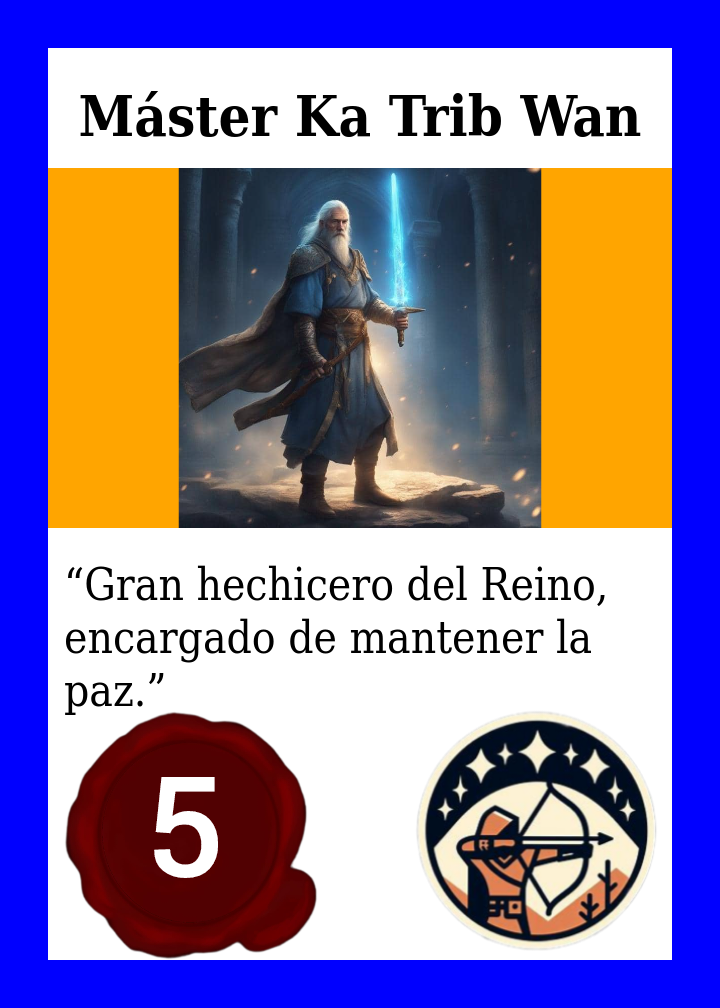 Máster Ka Trib Wan
“Gran hechicero del Reino,
encargado de mantener la
paz.”
5